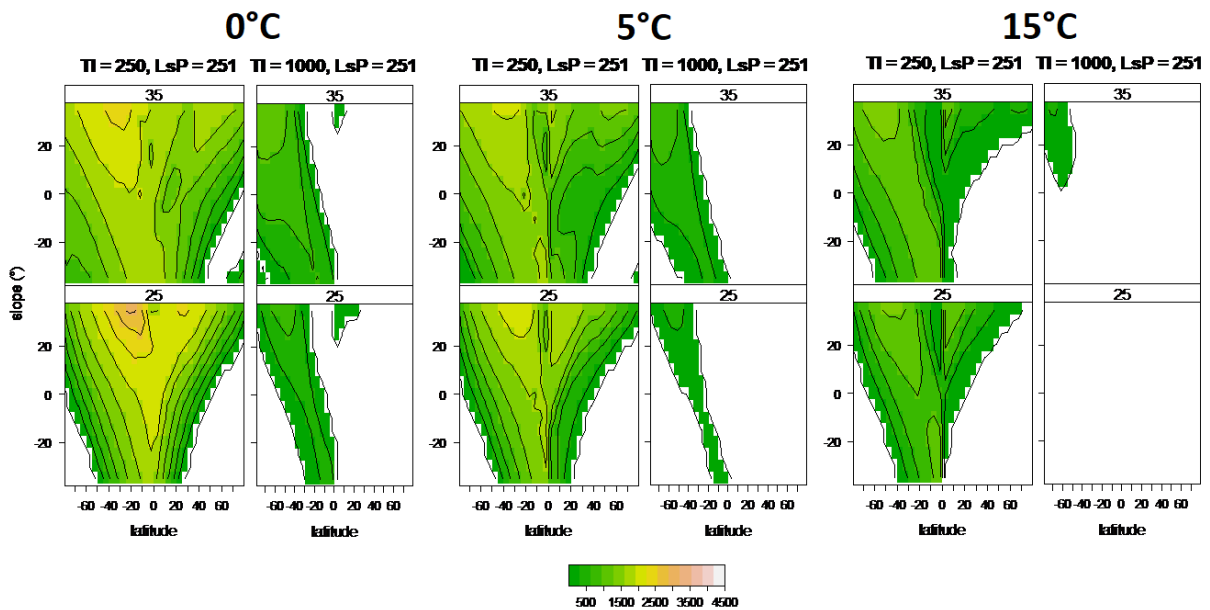 0°C 5°C 15°C
TI = 250, LsP = 251 TI = 1000, LsP = 251 TI = 250, LsP = 251 TI = 1000, LsP = 251 TI = 250, LsP = 251 TI = 1000, LsP = 251
35 35 35 35 35 35
20 20 20
0 0 0
-20 -20 -20
slope (°)
25 25 25 25 25 25
20 20 20
0 0 0
-20 -20 -20
-60 -40 -20 0 20 40 60 -60 -40 -20 0 20 40 60 -60 -40 -20 0 20 40 60 -60 -40 -20 0 20 40 60 -60 -40 -20 0 20 40 60 -60 -40 -20 0 20 40 60
latitude latitude latitude latitude latitude latitude
500 1500 2500 3500 4500